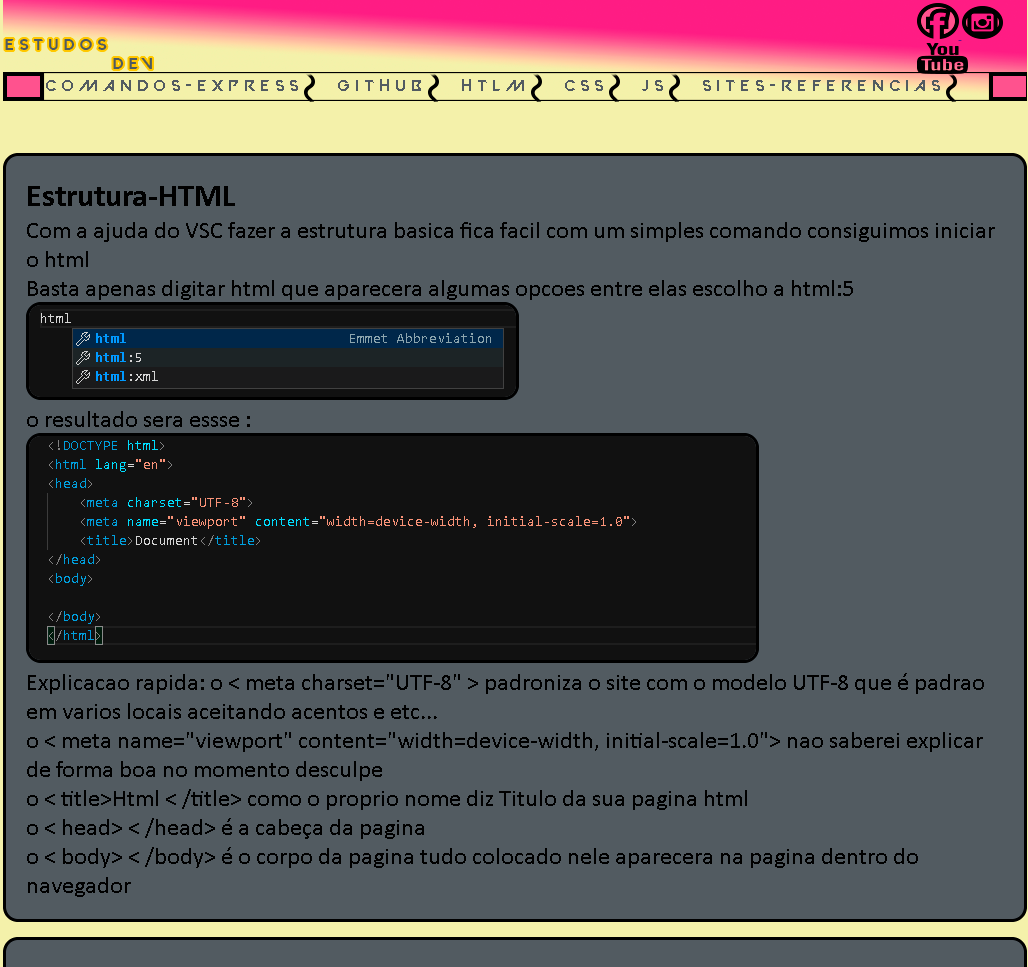 ESTUDOS
DEV
You
Tube
COMANDOS-EXPRESS GITHUB HTLM CSS JS SITES-REFERENCIAS
Estrutura-HTML
Com a ajuda do VSC fazer a estrutura basica fica facil com um simples comando consiguimos iniciar
o html
Basta apenas digitar html que aparecera algumas opcoes entre elas escolho a html:5
html
html Emmet Abbreviation
html:5
html:xml
o resultado sera essse :
<!DOCTYPE html>
<html lang="en">
<head>
<meta charset="UTF-8">
<meta name="viewport" content="width=device-width, initial-scale=1.0">
<title>Document</title>
</head>
<body>
</body>
</html>
Explicacao rapida: o < meta charset="UTF-8" > padroniza o site com o modelo UTF-8 que é padrao
em varios locais aceitando acentos e etc...
o < meta name="viewport" content="width=device-width, initial-scale=1.0"> nao saberei explicar
de forma boa no momento desculpe
o < title>Html < /title> como o proprio nome diz Titulo da sua pagina html
o < head> < /head> é a cabeça da pagina
o < body> < /body> é o corpo da pagina tudo colocado nele aparecera na pagina dentro do
navegador